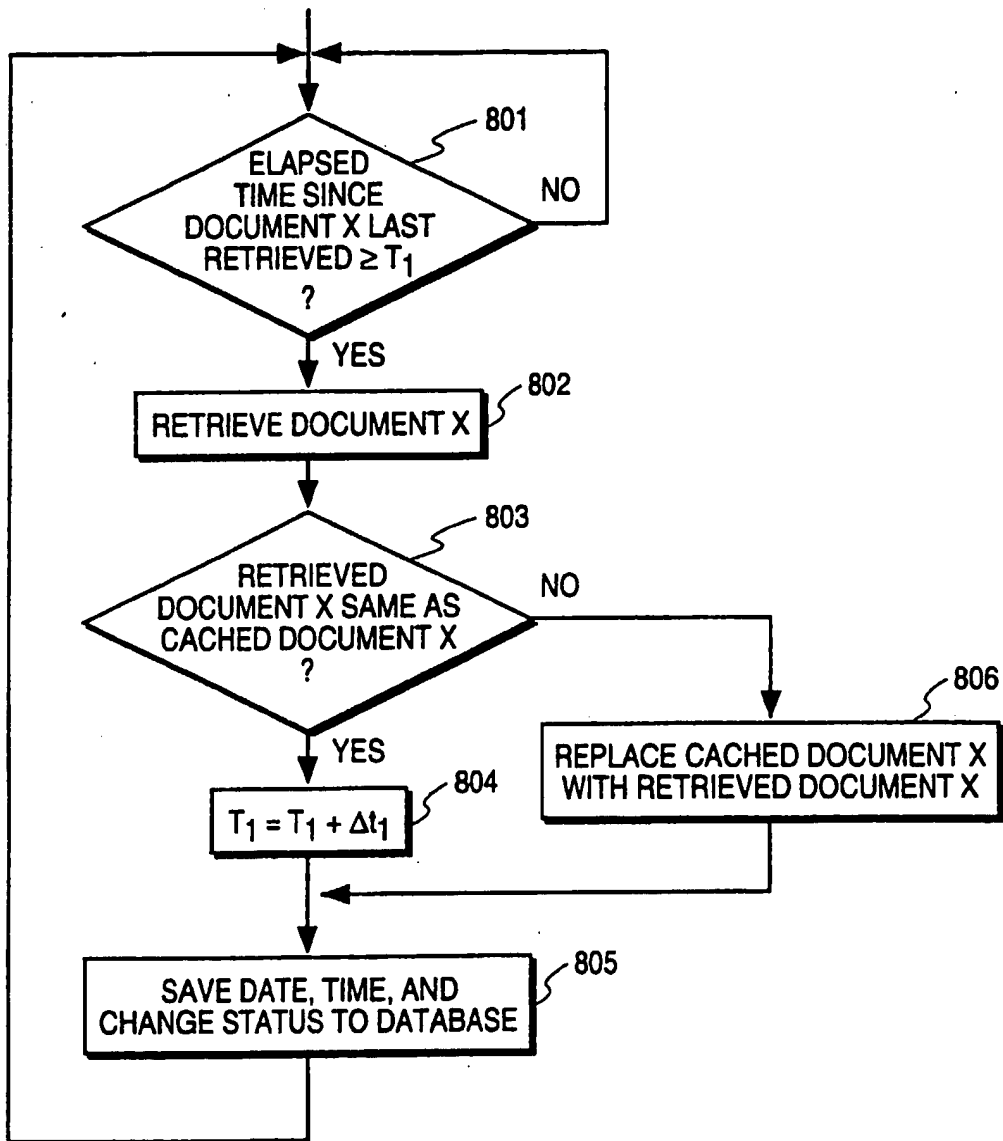 801
ELAPSED
TIME SINCE
DOCUMENT X LAST
RETRIEVED ≥ T₁
?
NO
YES
802
RETRIEVE DOCUMENT X
803
RETRIEVED
DOCUMENT X SAME AS
CACHED DOCUMENT X
?
NO
YES
806
REPLACE CACHED DOCUMENT X
WITH RETRIEVED DOCUMENT X
804
T₁ = T₁ + Δt₁
805
SAVE DATE, TIME, AND
CHANGE STATUS TO DATABASE